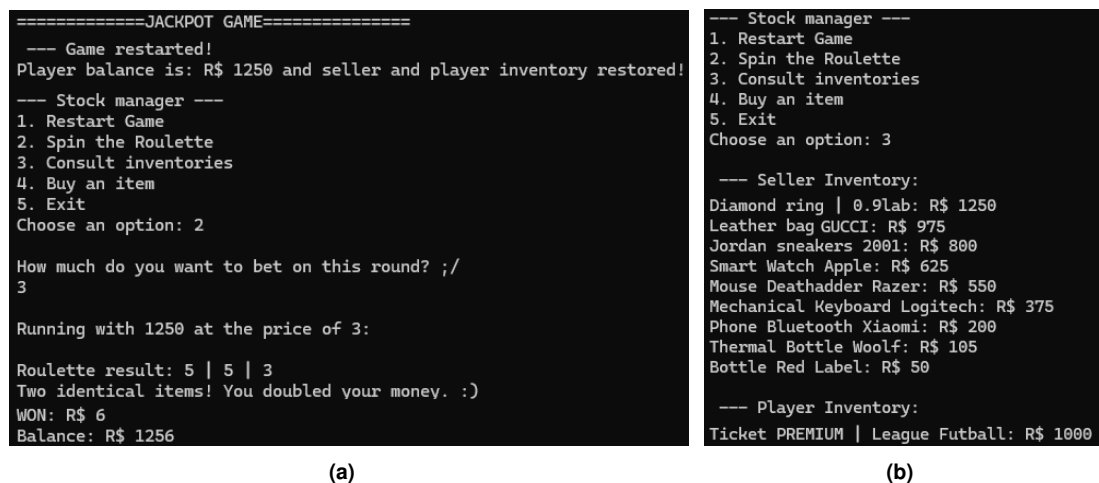 =============JACKPOT GAME===============
--- Game restarted!
Player balance is: R$ 1250 and seller and player inventory restored!
--- Stock manager ---
1. Restart Game
2. Spin the Roulette
3. Consult inventories
4. Buy an item
5. Exit
Choose an option: 2
How much do you want to bet on this round? ;/
3
Running with 1250 at the price of 3:
Roulette result: 5 | 5 | 3
Two identical items! You doubled your money. :)
WON: R$ 6
Balance: R$ 1256
(a)
--- Stock manager ---
1. Restart Game
2. Spin the Roulette
3. Consult inventories
4. Buy an item
5. Exit
Choose an option: 3
--- Seller Inventory:
Diamond ring | 0.9lab: R$ 1250
Leather bag GUCCI: R$ 975
Jordan sneakers 2001: R$ 800
Smart Watch Apple: R$ 625
Mouse Deathadder Razer: R$ 550
Mechanical Keyboard Logitech: R$ 375
Phone Bluetooth Xiaomi: R$ 200
Thermal Bottle Woolf: R$ 105
Bottle Red Label: R$ 50
--- Player Inventory:
Ticket PREMIUM | League Futball: R$ 1000
(b)